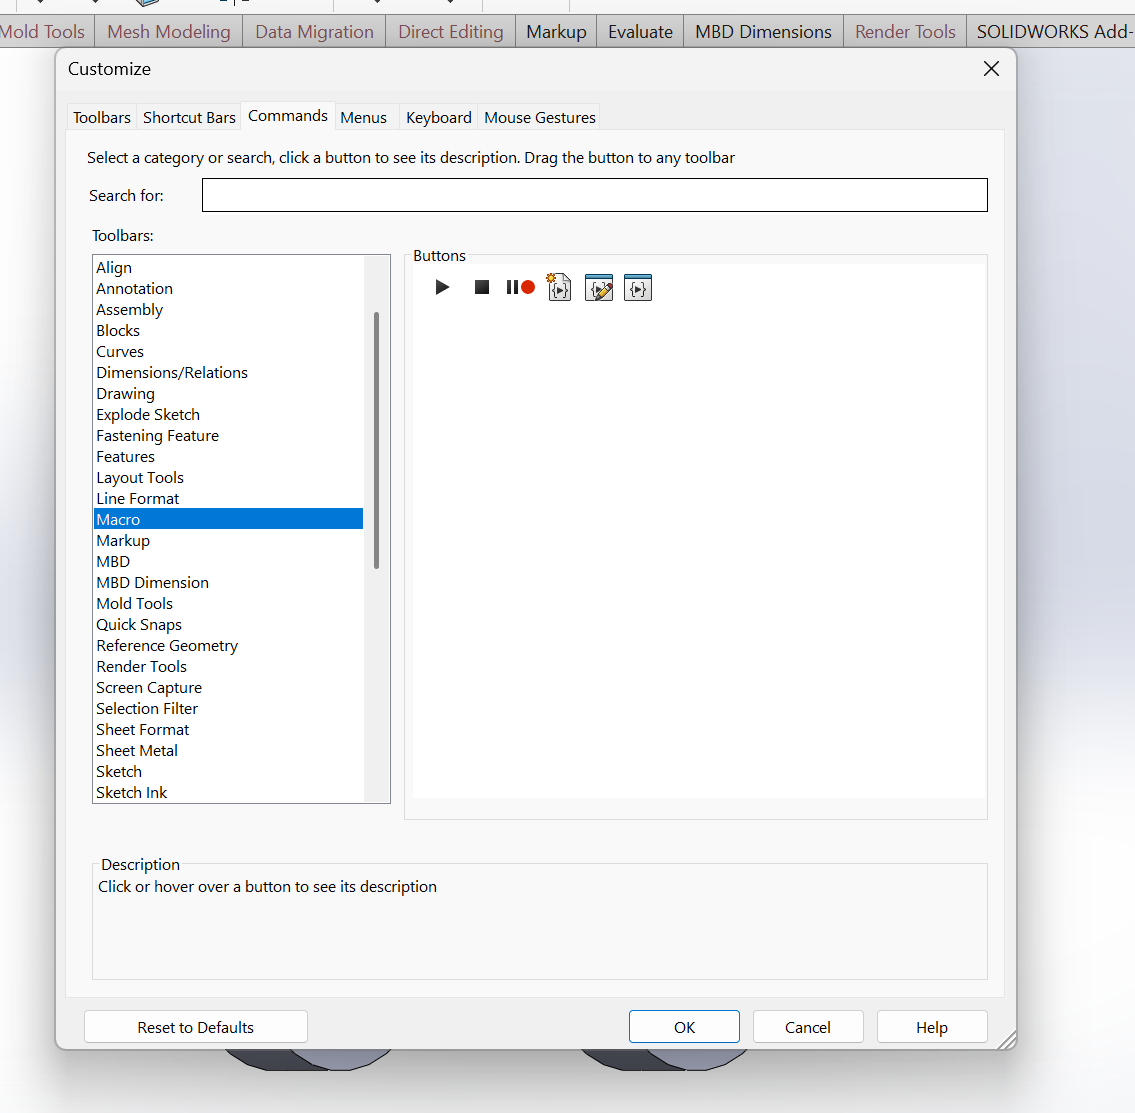 Mold Tools Mesh Modeling Data Migration Direct Editing Markup Evaluate MBD Dimensions Render Tools SOLIDWORKS Add-
Customize
Toolbars Shortcut Bars Commands Menus Keyboard Mouse Gestures
Select a category or search, click a button to see its description. Drag the button to any toolbar
Search for:
Toolbars:
Buttons
Align
Annotation
Assembly
Blocks
Curves
Dimensions/Relations
Drawing
Explode Sketch
Fastening Feature
Features
Layout Tools
Line Format
Macro
Markup
MBD
MBD Dimension
Mold Tools
Quick Snaps
Reference Geometry
Render Tools
Screen Capture
Selection Filter
Sheet Format
Sheet Metal
Sketch
Sketch Ink
Description
Click or hover over a button to see its description
Reset to Defaults OK Cancel Help